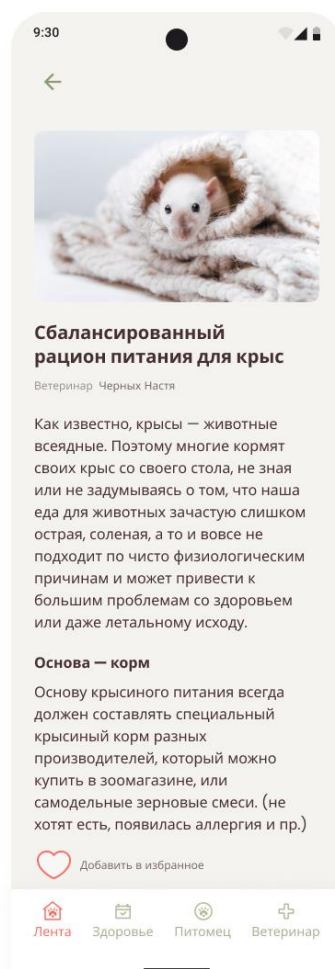 9:30
Сбалансированный
рацион питания для крыс
Ветеринар Черных Настя
Как известно, крысы — животные
всеядные. Поэтому многие кормят
своих крыс со своего стола, не зная
или не задумываясь о том, что наша
еда для животных зачастую слишком
острая, соленая, а то и вовсе не
подходит по чисто физиологическим
причинам и может привести к
большим проблемам со здоровьем
или даже летальному исходу.
Основа — корм
Основу крысиного питания всегда
должен составлять специальный
крысиный корм разных
производителей, который можно
купить в зоомагазине, или
самодельные зерновые смеси. (не
хотят есть, появилась аллергия и пр.)
Добавить в избранное
Лента Здоровье Питомец Ветеринар